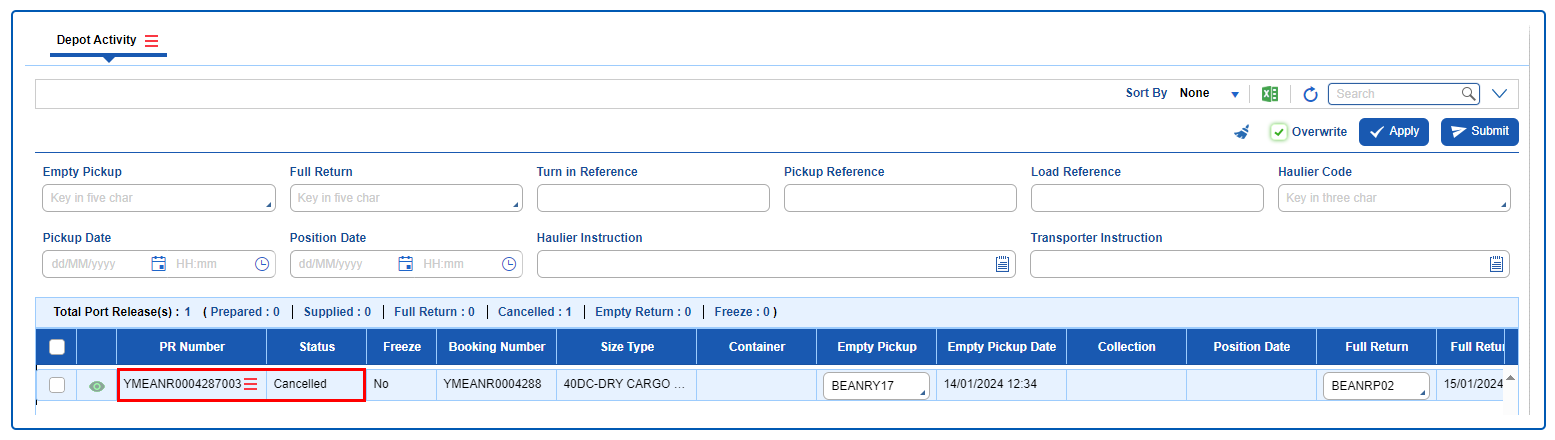 Depot Activity
Sort By None Search
Overwrite Apply Submit
Empty Pickup Full Return Turn in Reference Pickup Reference Load Reference Haulier Code
Key in five char Key in five char Key in three char
Pickup Date Position Date Haulier Instruction Transporter Instruction
dd/MM/yyyy HH:mm dd/MM/yyyy HH:mm
Total Port Release(s) : 1 ( Prepared : 0 | Supplied : 0 | Full Return : 0 | Cancelled : 1 | Empty Return : 0 | Freeze : 0 )
PR Number Status Freeze Booking Number Size Type Container Empty Pickup Empty Pickup Date Collection Position Date Full Return Full Retur
YMEANR0004287003 Cancelled No YMEANR0004288 40DC-DRY CARGO ... BEANRY17 14/01/2024 12:34 BEANRP02 15/01/2024